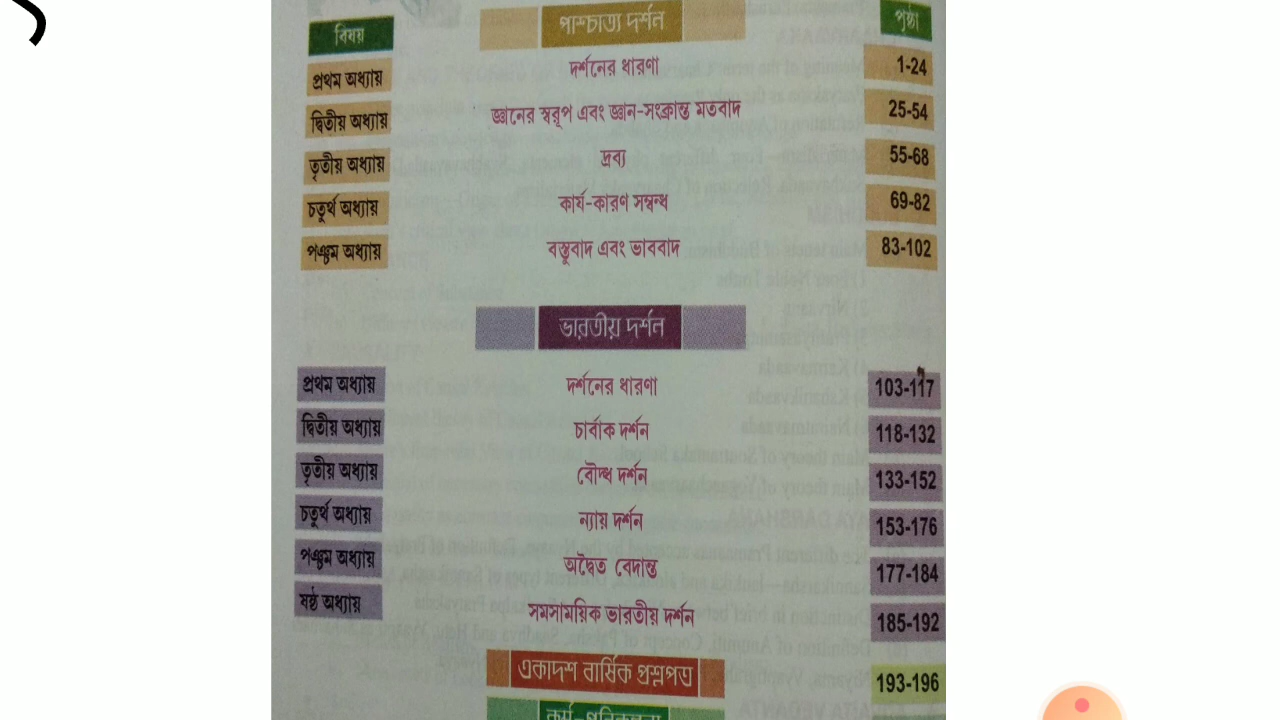 বিষয় পাশ্চাত্য দর্শন পৃষ্ঠা
প্রথম অধ্যায় দর্শনের ধারণা 1-24
দ্বিতীয় অধ্যায় জ্ঞানের স্বরূপ এবং জ্ঞান-সংক্রান্ত মতবাদ 25-54
তৃতীয় অধ্যায় দ্রব্য 55-68
চতুর্থ অধ্যায় কার্য-কারণ সম্বন্ধ 69-82
পঞ্চম অধ্যায় বস্তুবাদ এবং ভাববাদ 83-102
ভারতীয় দর্শন
প্রথম অধ্যায় দর্শনের ধারণা 103-117
দ্বিতীয় অধ্যায় চার্বাক দর্শন 118-132
তৃতীয় অধ্যায় বৌদ্ধ দর্শন 133-152
চতুর্থ অধ্যায় ন্যায় দর্শন 153-176
পঞ্চম অধ্যায় অদ্বৈত বেদান্ত 177-184
ষষ্ঠ অধ্যায় সমসাময়িক ভারতীয় দর্শন 185-192
একাদশ বার্ষিক প্রশ্নপত্র 193-196